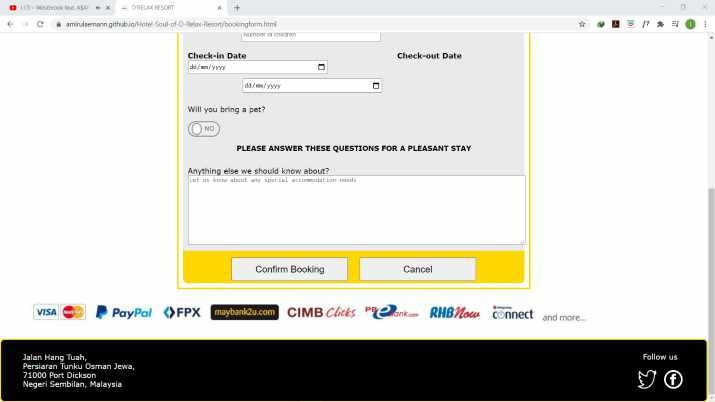 LCD - Westbrook feat. A$AP
O'RELAX RESORT
amirulaemann.github.io/Hotel-Soul-of-O-Relax-Resort/bookingform.html
Number of children
Check-in Date
Check-out Date
dd/mm/yyyy
dd/mm/yyyy
Will you bring a pet?
NO
PLEASE ANSWER THESE QUESTIONS FOR A PLEASANT STAY
Anything else we should know about?
Let us know about any special accommodation needs
Confirm Booking
Cancel
VISA PayPal FPX maybank2u.com CIMB Clicks PBeBank.com RHB Now connect and more...
Jalan Hang Tuah,
Persiaran Tunku Osman Jewa,
71000 Port Dickson
Negeri Sembilan, Malaysia
Follow us